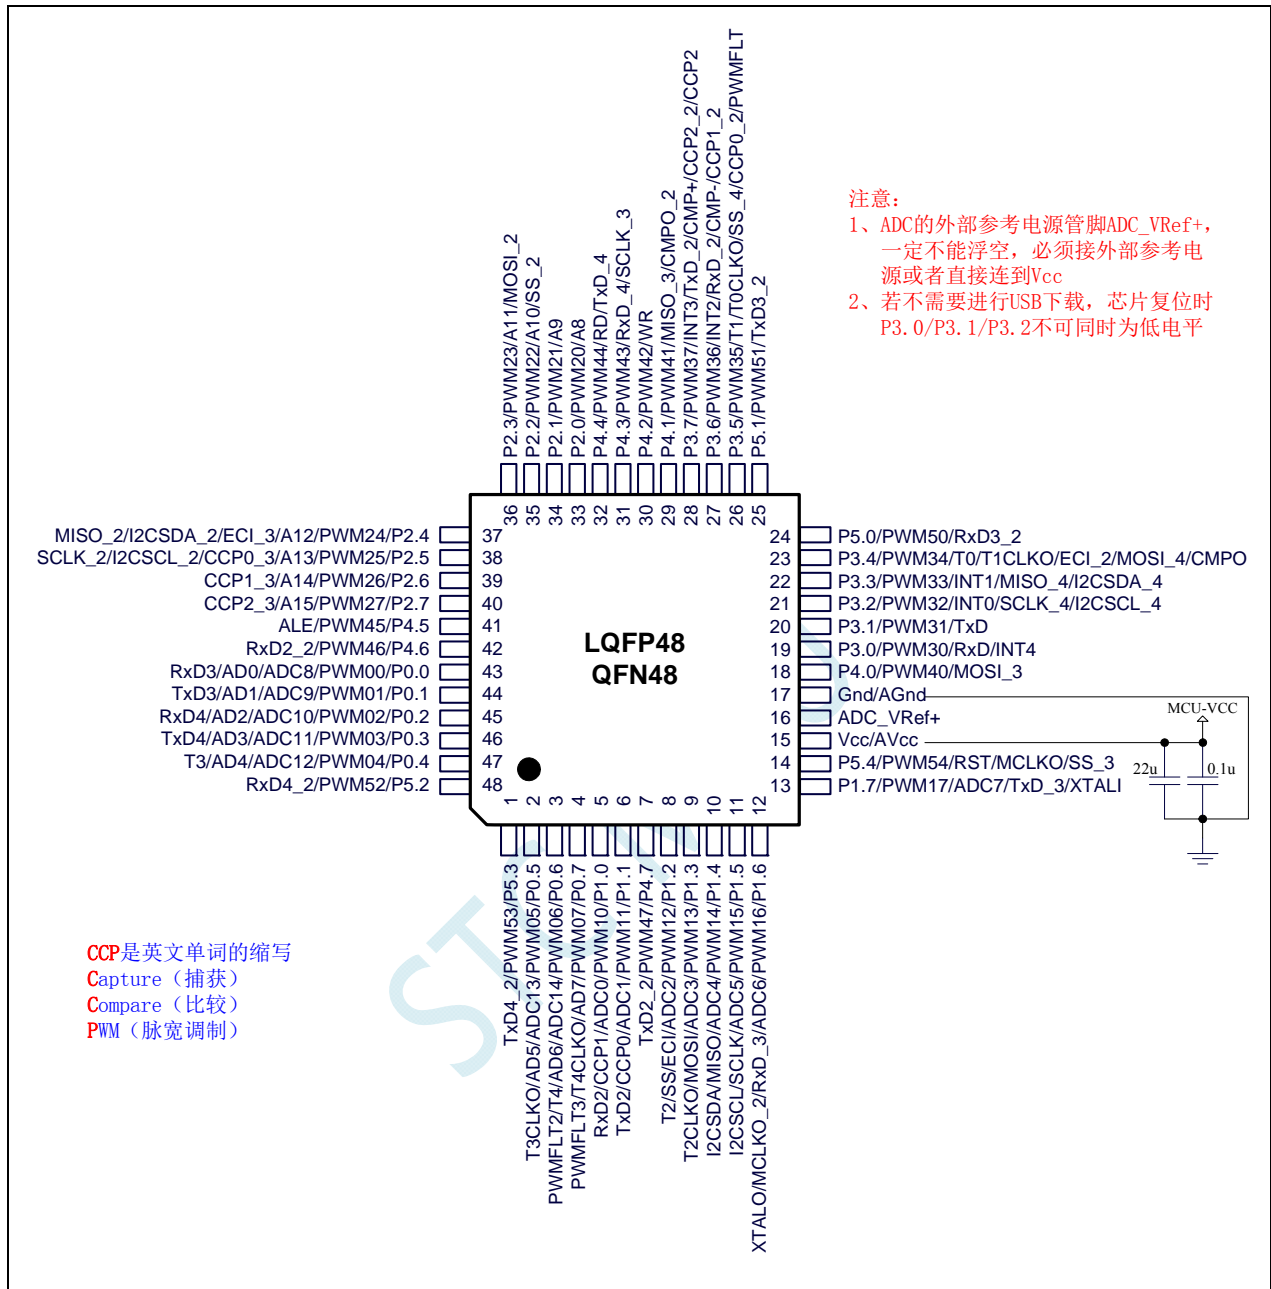 P2.3/PWM23/A11/MOSI_2
P2.2/PWM22/A10/SS_2
P2.1/PWM21/A9
P2.0/PWM20/A8
P4.4/PWM44/RD/TxD_4
P4.3/PWM43/RxD_4/SCLK_3
P4.2/PWM42/WR
P4.1/PWM41/MISO_3/CMPO_2
P3.7/PWM37/INT3/TxD_2/CMP+/CCP2_2/CCP2
P3.6/PWM36/INT2/RxD_2/CMP-/CCP1_2
P3.5/PWM35/T1/T0CLKO/SS_4/CCP0_2/PWMFLT
P5.1/PWM51/TxD3_2
注意：
1、ADC的外部参考电源管脚ADC_VRef+，
一定不能浮空，必须接外部参考电
源或者直接连到Vcc
2、若不需要进行USB下载，芯片复位时
P3.0/P3.1/P3.2不可同时为低电平
36 35 34 33 32 31 30 29 28 27 26 25
MISO_2/I2CSDA_2/ECI_3/A12/PWM24/P2.4 37
SCLK_2/I2CSCL_2/CCP0_3/A13/PWM25/P2.5 38
CCP1_3/A14/PWM26/P2.6 39
CCP2_3/A15/PWM27/P2.7 40
ALE/PWM45/P4.5 41
RxD2_2/PWM46/P4.6 42
RxD3/AD0/ADC8/PWM00/P0.0 43
TxD3/AD1/ADC9/PWM01/P0.1 44
RxD4/AD2/ADC10/PWM02/P0.2 45
TxD4/AD3/ADC11/PWM03/P0.3 46
T3/AD4/ADC12/PWM04/P0.4 47
RxD4_2/PWM52/P5.2 48
LQFP48
QFN48
24 P5.0/PWM50/RxD3_2
23 P3.4/PWM34/T0/T1CLKO/ECI_2/MOSI_4/CMPO
22 P3.3/PWM33/INT1/MISO_4/I2CSDA_4
21 P3.2/PWM32/INT0/SCLK_4/I2CSCL_4
20 P3.1/PWM31/TxD
19 P3.0/PWM30/RxD/INT4
18 P4.0/PWM40/MOSI_3
17 Gnd/AGnd
16 ADC_VRef+
15 Vcc/AVcc
14 P5.4/PWM54/RST/MCLKO/SS_3
13 P1.7/PWM17/ADC7/TxD_3/XTALI
MCU-VCC
22u 0.1u
1 2 3 4 5 6 7 8 9 10 11 12
TxD4_2/PWM53/P5.3
T3CLKO/AD5/ADC13/PWM05/P0.5
PWMFLT2/T4/AD6/ADC14/PWM06/P0.6
PWMFLT3/T4CLKO/AD7/PWM07/P0.7
RxD2/CCP1/ADC0/PWM10/P1.0
TxD2/CCP0/ADC1/PWM11/P1.1
TxD2_2/PWM47/P4.7
T2/SS/ECI/ADC2/PWM12/P1.2
T2CLKO/MOSI/ADC3/PWM13/P1.3
I2CSDA/MISO/ADC4/PWM14/P1.4
I2CSCL/SCLK/ADC5/PWM15/P1.5
XTALO/MCLKO_2/RxD_3/ADC6/PWM16/P1.6
CCP是英文单词的缩写
Capture（捕获）
Compare（比较）
PWM（脉宽调制）